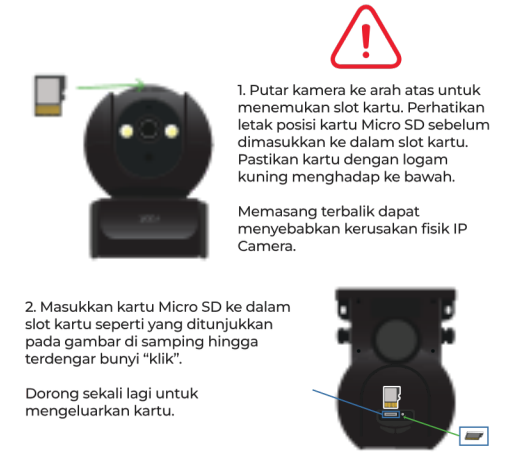 1. Putar kamera ke arah atas untuk
menemukan slot kartu. Perhatikan
letak posisi kartu Micro SD sebelum
dimasukkan ke dalam slot kartu.
Pastikan kartu dengan logam
kuning menghadap ke bawah.
Memasang terbalik dapat
menyebabkan kerusakan fisik IP
Camera.
2. Masukkan kartu Micro SD ke dalam
slot kartu seperti yang ditunjukkan
pada gambar di samping hingga
terdengar bunyi “klik”.
Dorong sekali lagi untuk
mengeluarkan kartu.